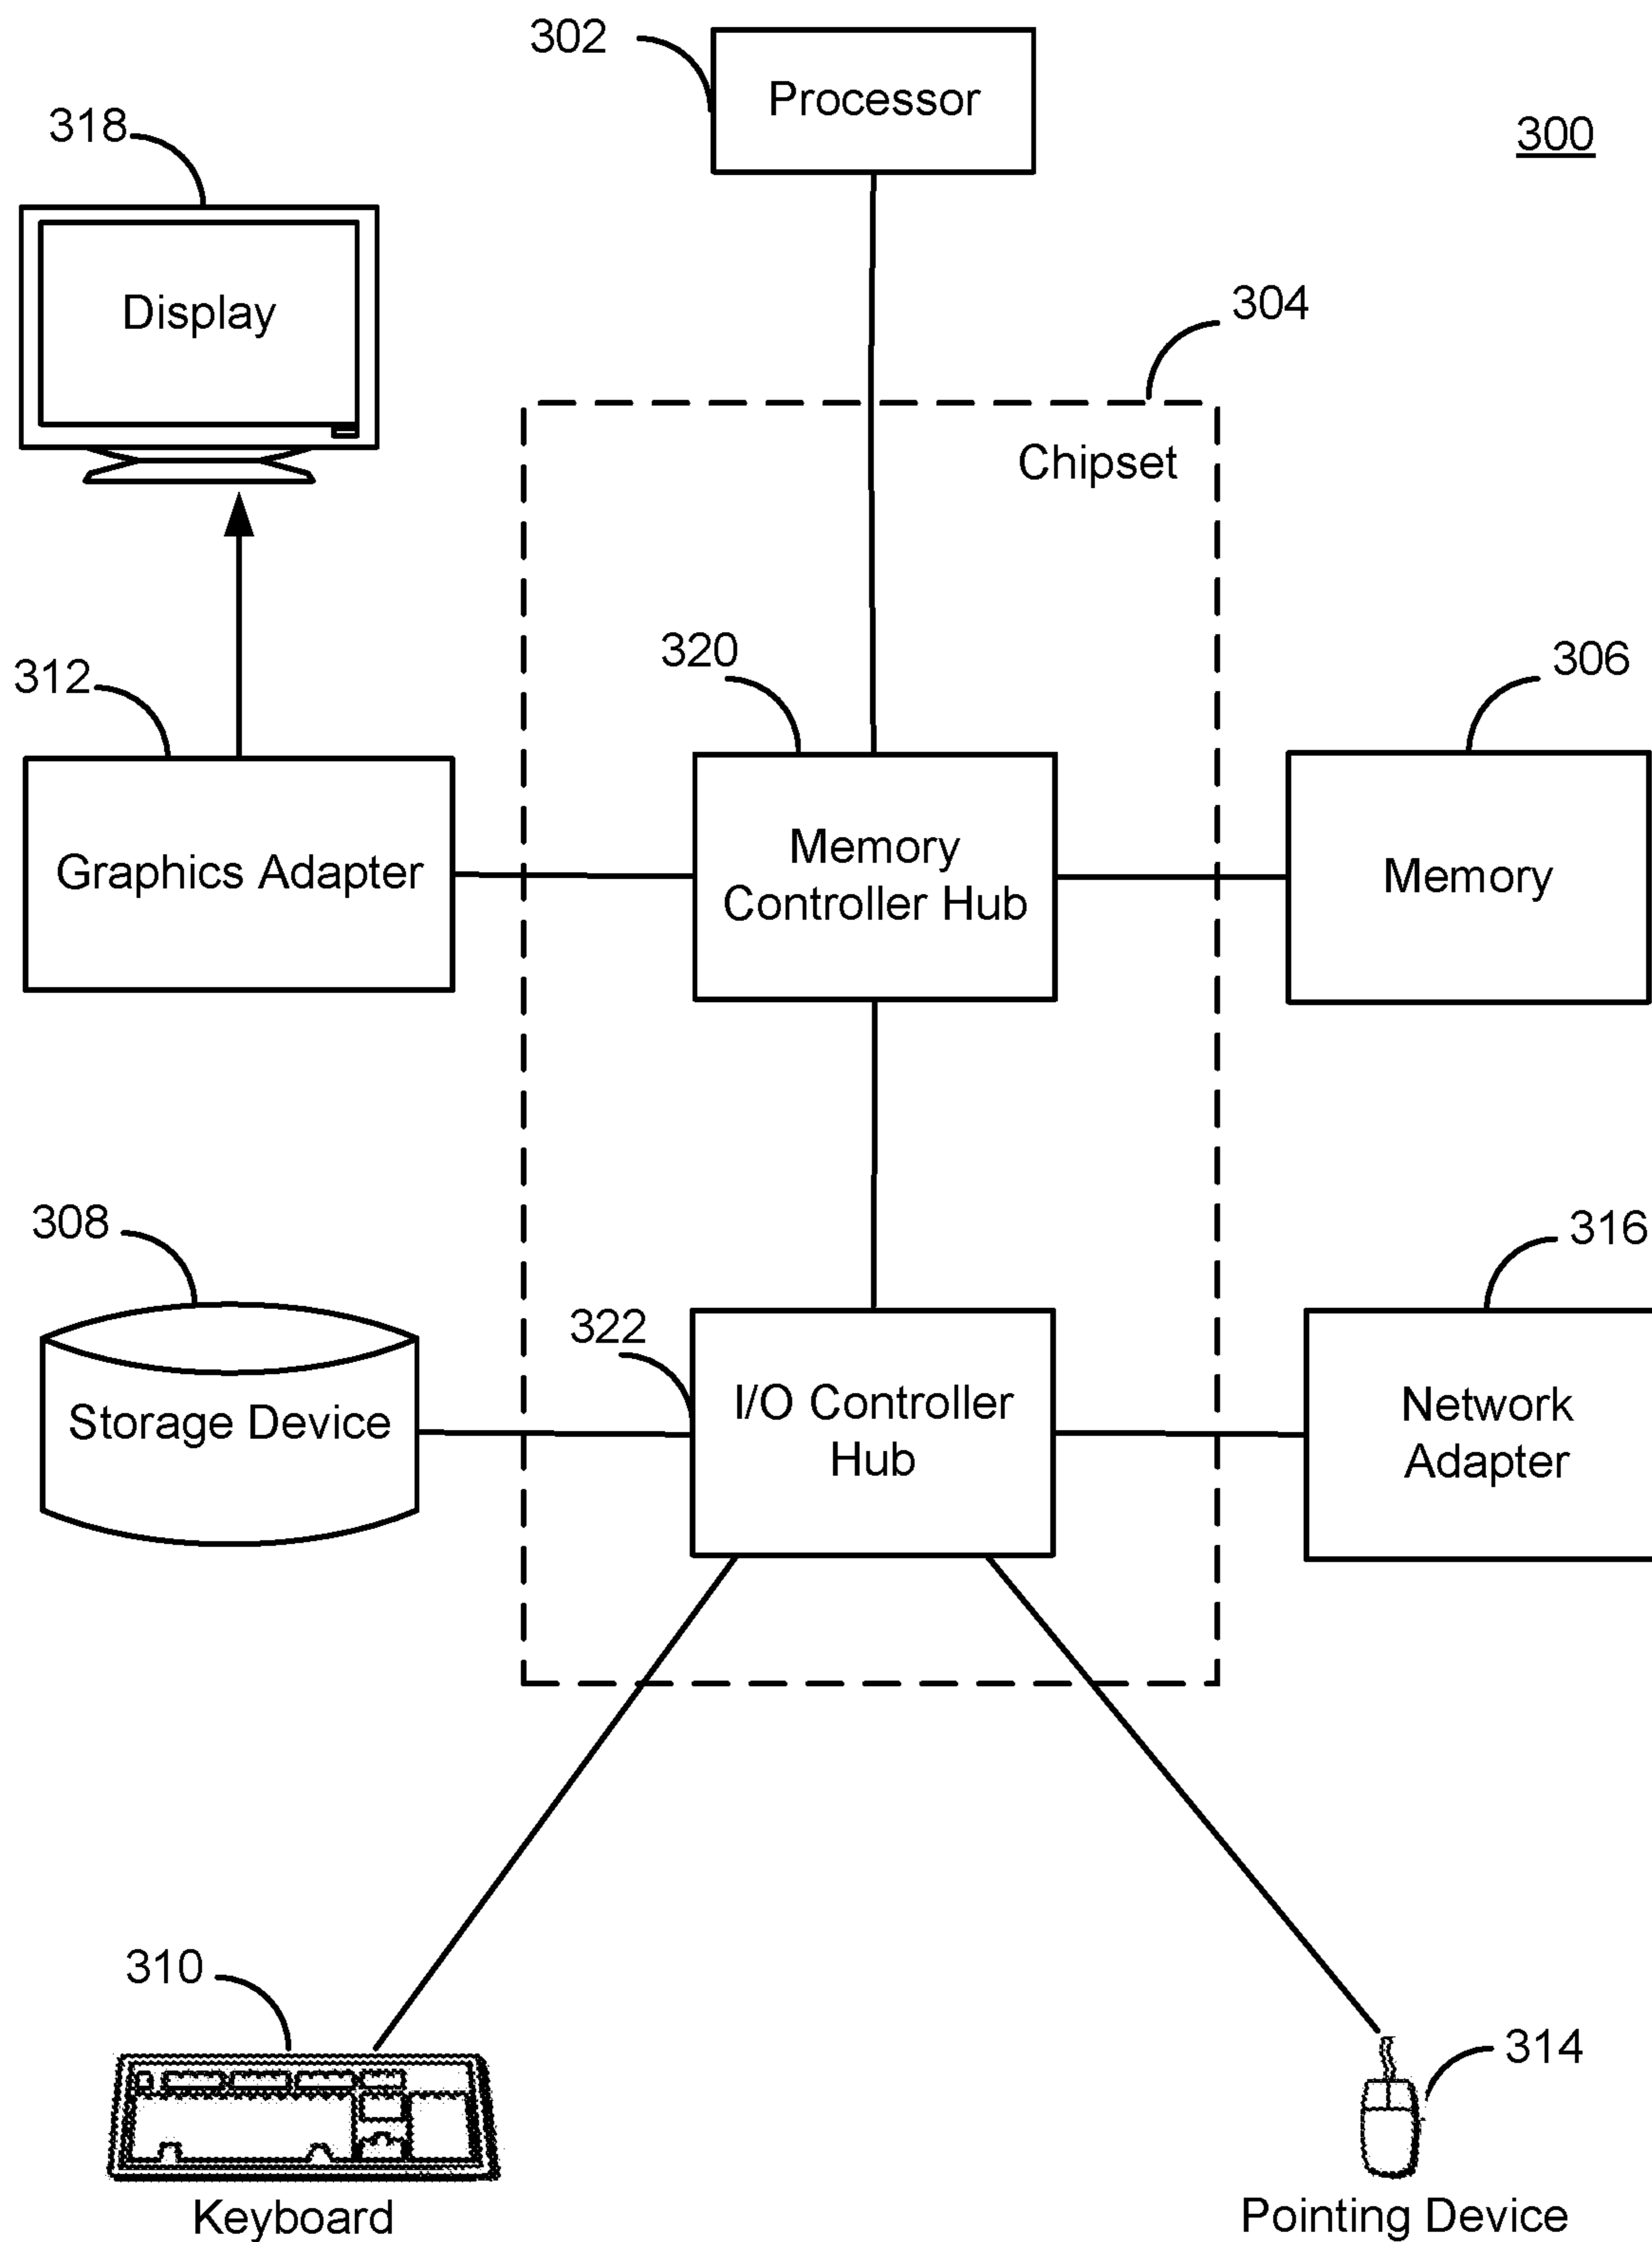 302
Processor
300
318
Display
304
Chipset
312
320
306
Graphics Adapter
Memory
Controller Hub
Memory
308
322
316
Storage Device
I/O Controller
Hub
Network
Adapter
310
314
Keyboard
Pointing Device